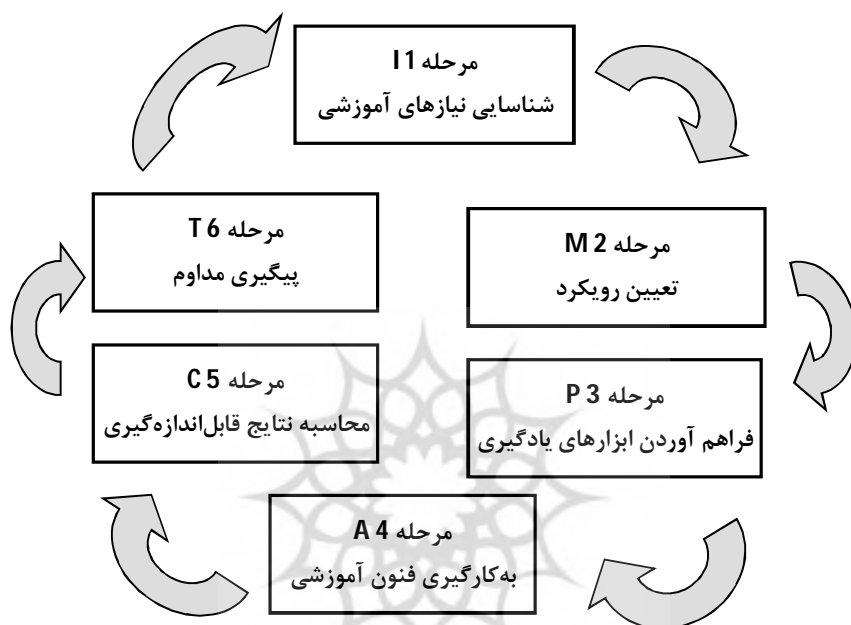 مرحله I 1
شناسایی نیازهای آموزشی
مرحله M 2
تعیین رویکرد
مرحله P 3
فراهم آوردن ابزارهای یادگیری
مرحله A 4
به‌کارگیری فنون آموزشی
مرحله C 5
محاسبه نتایج قابل‌اندازه‌گیری
مرحله T 6
پیگیری مداوم